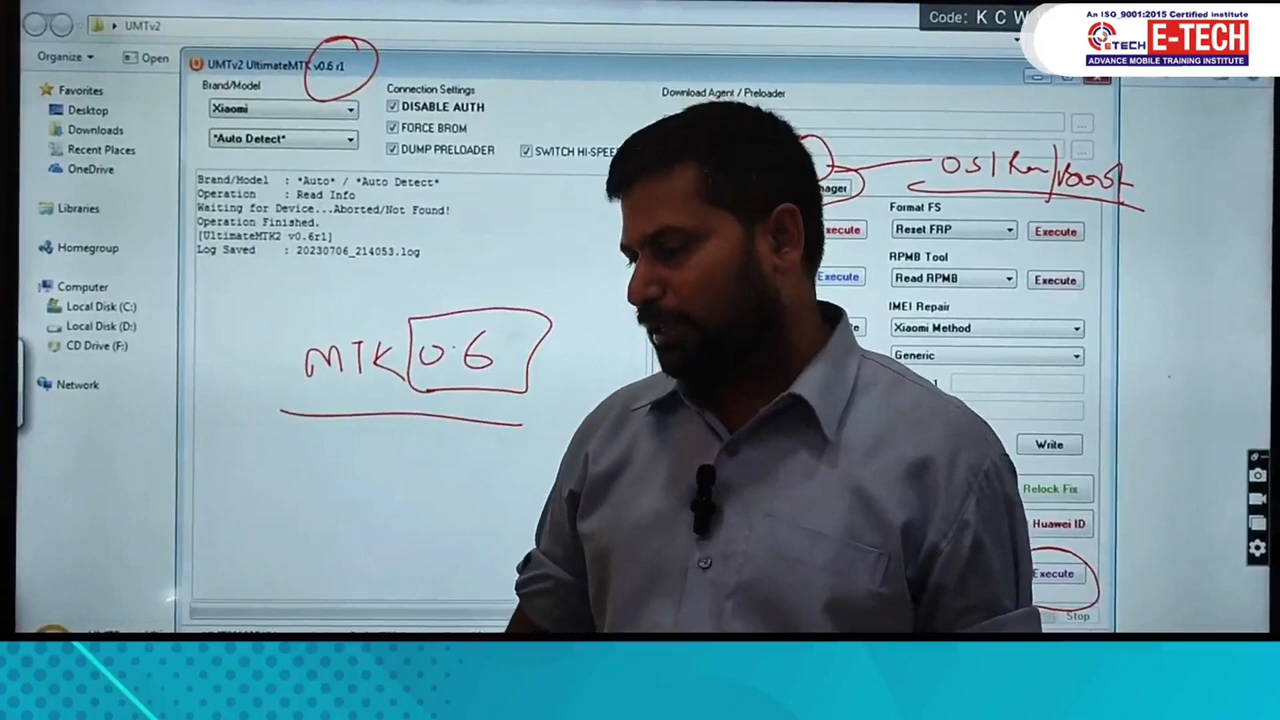 UMTv2
Code: K C W
An ISO 9001:2015 Certified institute
ETECH E-TECH
ADVANCE MOBILE TRAINING INSTITUTE
Organize
Open
UMTv2 UltimateMTK v0.6 r1
Favorites
Desktop
Downloads
Recent Places
OneDrive
Libraries
Homegroup
Computer
Local Disk (C:)
Local Disk (D:)
CD Drive (F:)
Network
Brand/Model
Xiaomi
*Auto Detect*
Connection Settings
DISABLE AUTH
FORCE BROM
DUMP PRELOADER
SWITCH HI-SPEE
Download Agent / Preloader
Brand/Model : *Auto* / *Auto Detect*
Operation : Read Info
Waiting for Device...Aborted/Not Found!
Operation Finished.
[UltimateMTK2 v0.6r1]
Log Saved : 20230706_214053.log
MTK 0.6
nager
xecute
Execute
Format FS
Reset FRP
Execute
RPMB Tool
Read RPMB
Execute
IMEI Repair
Xiaomi Method
Generic
Write
Relock Fix
Huawei ID
Execute
Stop